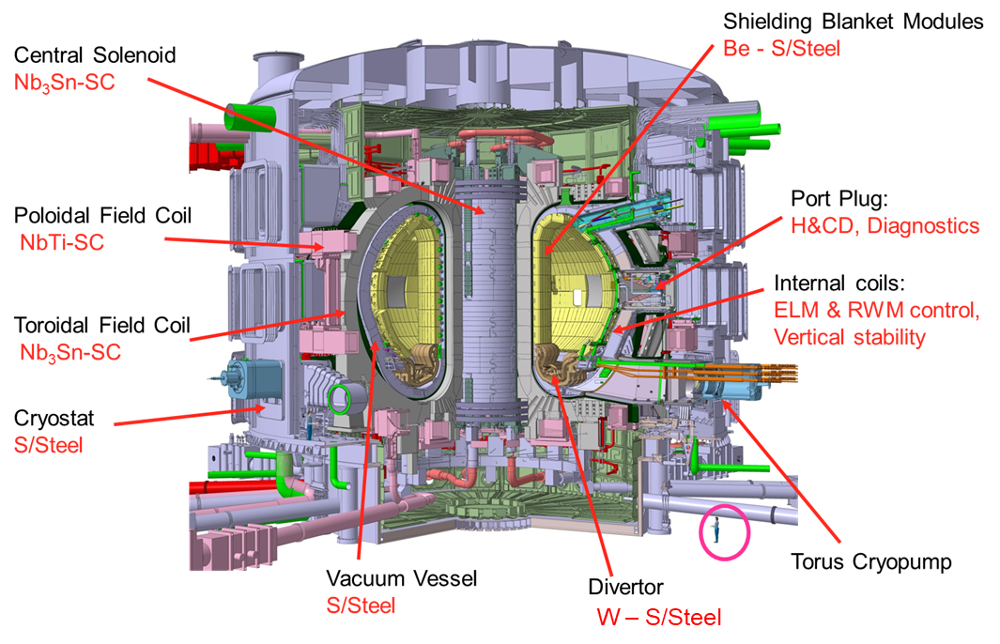 Shielding Blanket Modules
Be - S/Steel
Central Solenoid
Nb₃Sn-SC
Port Plug:
H&CD, Diagnostics
Poloidal Field Coil
NbTi-SC
Internal coils:
ELM & RWM control,
Vertical stability
Toroidal Field Coil
Nb₃Sn-SC
Cryostat
S/Steel
Torus Cryopump
Vacuum Vessel
S/Steel
Divertor
W – S/Steel